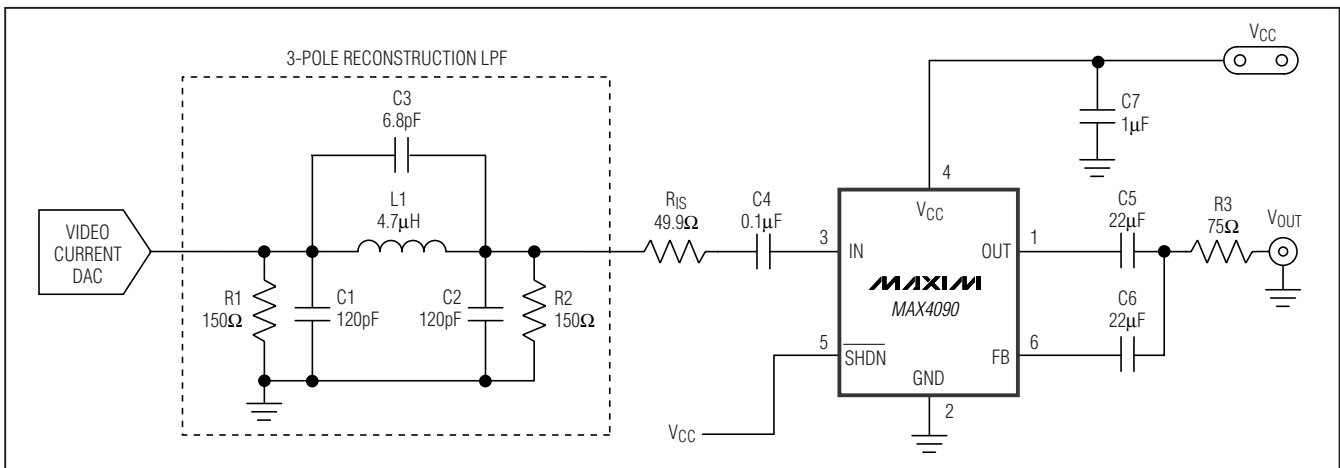 3-POLE RECONSTRUCTION LPF
C3
6.8pF
L1
4.7µH
VIDEO
CURRENT
DAC
R1
150Ω
C1
120pF
C2
120pF
R2
150Ω
RIS
49.9Ω
C4
0.1µF
VCC
C7
1µF
4
VCC
3
IN
OUT
1
MAXIM
MAX4090
5
SHDN
FB
6
GND
2
VCC
C5
22µF
C6
22µF
R3
75Ω
VOUT